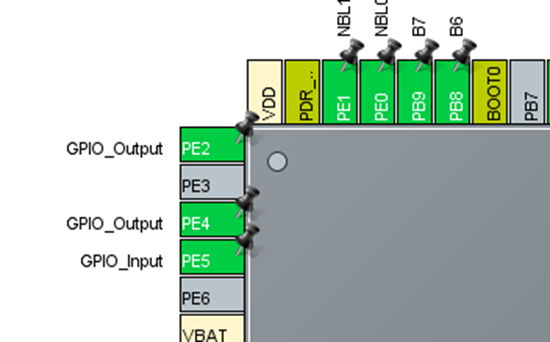 NBL1
NBL0
B7
B6
VDD
PDR_..
PE1
PE0
PB9
PB8
BOOT0
PB7
GPIO_Output
PE2
PE3
GPIO_Output
PE4
GPIO_Input
PE5
PE6
VBAT